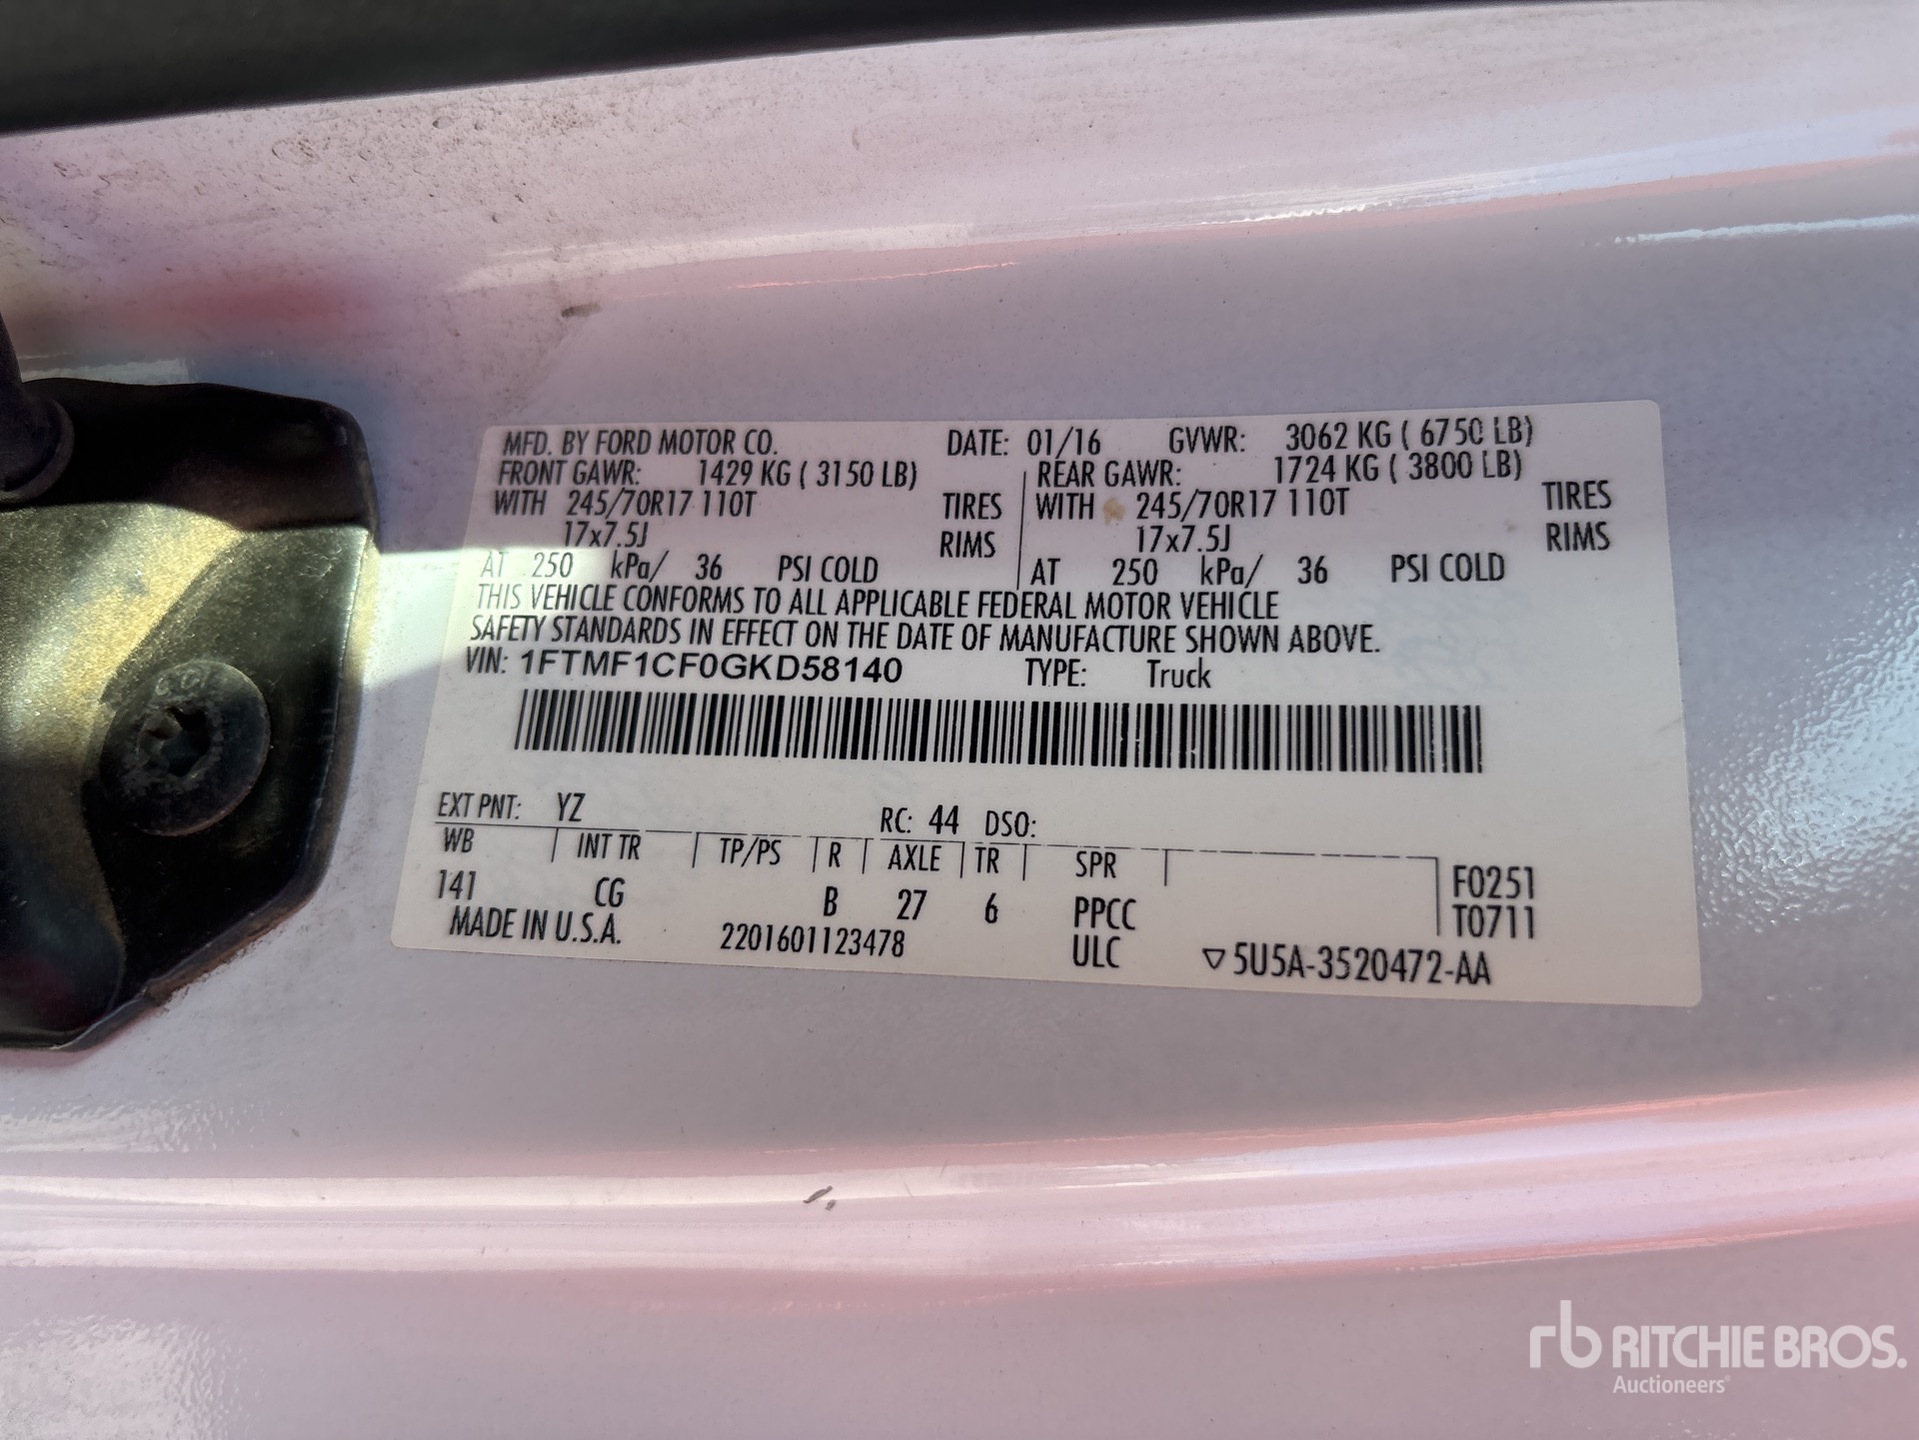 MFD. BY FORD MOTOR CO. DATE: 01/16 GVWR: 3062 KG ( 6750 LB)
FRONT GAWR: 1429 KG ( 3150 LB) REAR GAWR: 1724 KG ( 3800 LB)
WITH 245/70R17 110T TIRES WITH 245/70R17 110T TIRES
17x7.5J RIMS 17x7.5J RIMS
AT 250 kPa/ 36 PSI COLD AT 250 kPa/ 36 PSI COLD
THIS VEHICLE CONFORMS TO ALL APPLICABLE FEDERAL MOTOR VEHICLE
SAFETY STANDARDS IN EFFECT ON THE DATE OF MANUFACTURE SHOWN ABOVE.
VIN: 1FTMF1CF0GKD58140 TYPE: Truck
EXT PNT: YZ RC: 44 DSO:
WB INT TR TP/PS R AXLE TR SPR
141 CG B 27 6 PPCC F0251
ULC T0711
MADE IN U.S.A. 2201601123478 ▽5U5A-3520472-AA
rb RITCHIE BROS.
Auctioneers